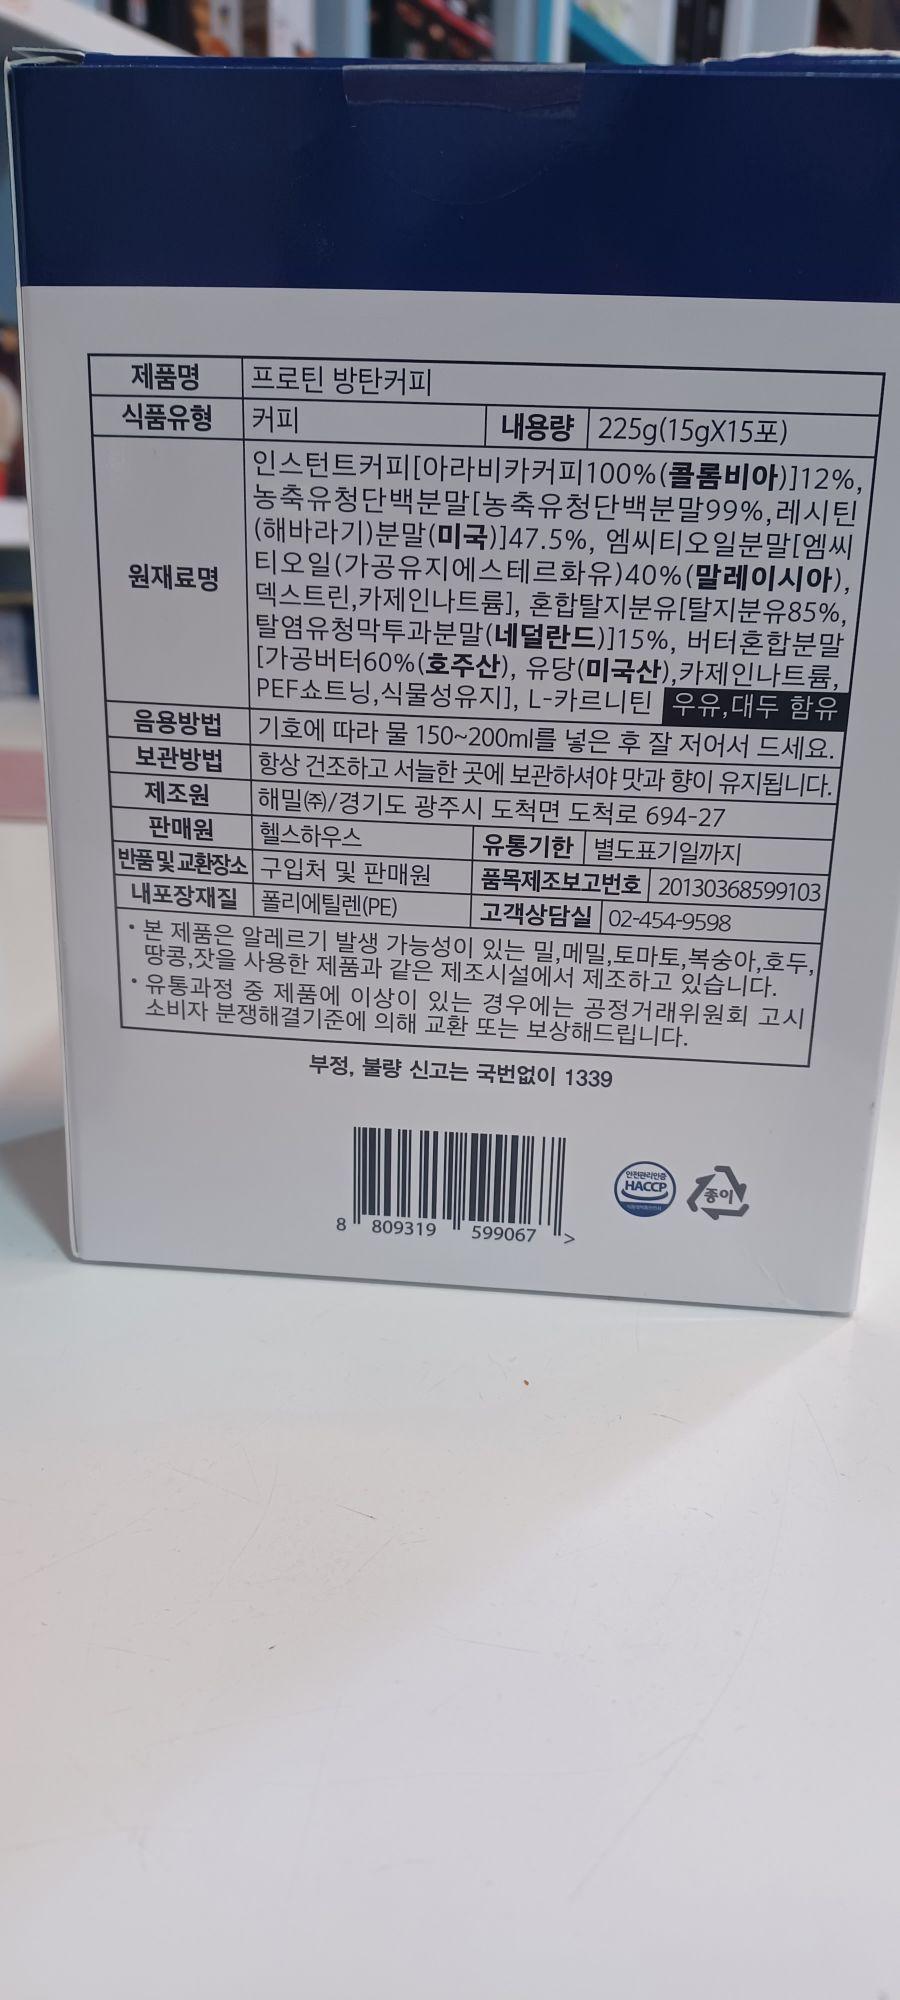 제품명 프로틴 방탄커피
식품유형 커피 내용량 225g(15gX15포)
원재료명
인스턴트커피[아라비카커피100%(콜롬비아)]12%,
농축유청단백분말[농축유청단백분말99%,레시틴
(해바라기)분말(미국)]47.5%, 엠씨티오일분말[엠씨
티오일(가공유지에스테르화유)40%(말레이시아),
덱스트린,카제인나트륨], 혼합탈지분유[탈지분유85%,
탈염유청막투과분말(네덜란드)]15%, 버터혼합분말
[가공버터60%(호주산), 유당(미국산),카제인나트륨,
PEF쇼트닝,식물성유지], L-카르니틴 우유,대두 함유
음용방법 기호에 따라 물 150~200ml를 넣은 후 잘 저어서 드세요.
보관방법 항상 건조하고 서늘한 곳에 보관하셔야 맛과 향이 유지됩니다.
제조원 해밀㈜/경기도 광주시 도척면 도척로 694-27
판매원 헬스하우스 유통기한 별도표기일까지
반품 및 교환장소 구입처 및 판매원 품목제조보고번호 20130368599103
내포장재질 폴리에틸렌(PE) 고객상담실 02-454-9598
• 본 제품은 알레르기 발생 가능성이 있는 밀,메밀,토마토,복숭아,호두,
땅콩,잣을 사용한 제품과 같은 제조시설에서 제조하고 있습니다.
• 유통과정 중 제품에 이상이 있는 경우에는 공정거래위원회 고시
소비자 분쟁해결기준에 의해 교환 또는 보상해드립니다.
부정, 불량 신고는 국번없이 1339
8 809319 599067 >
안전관리인증
HACCP
종이